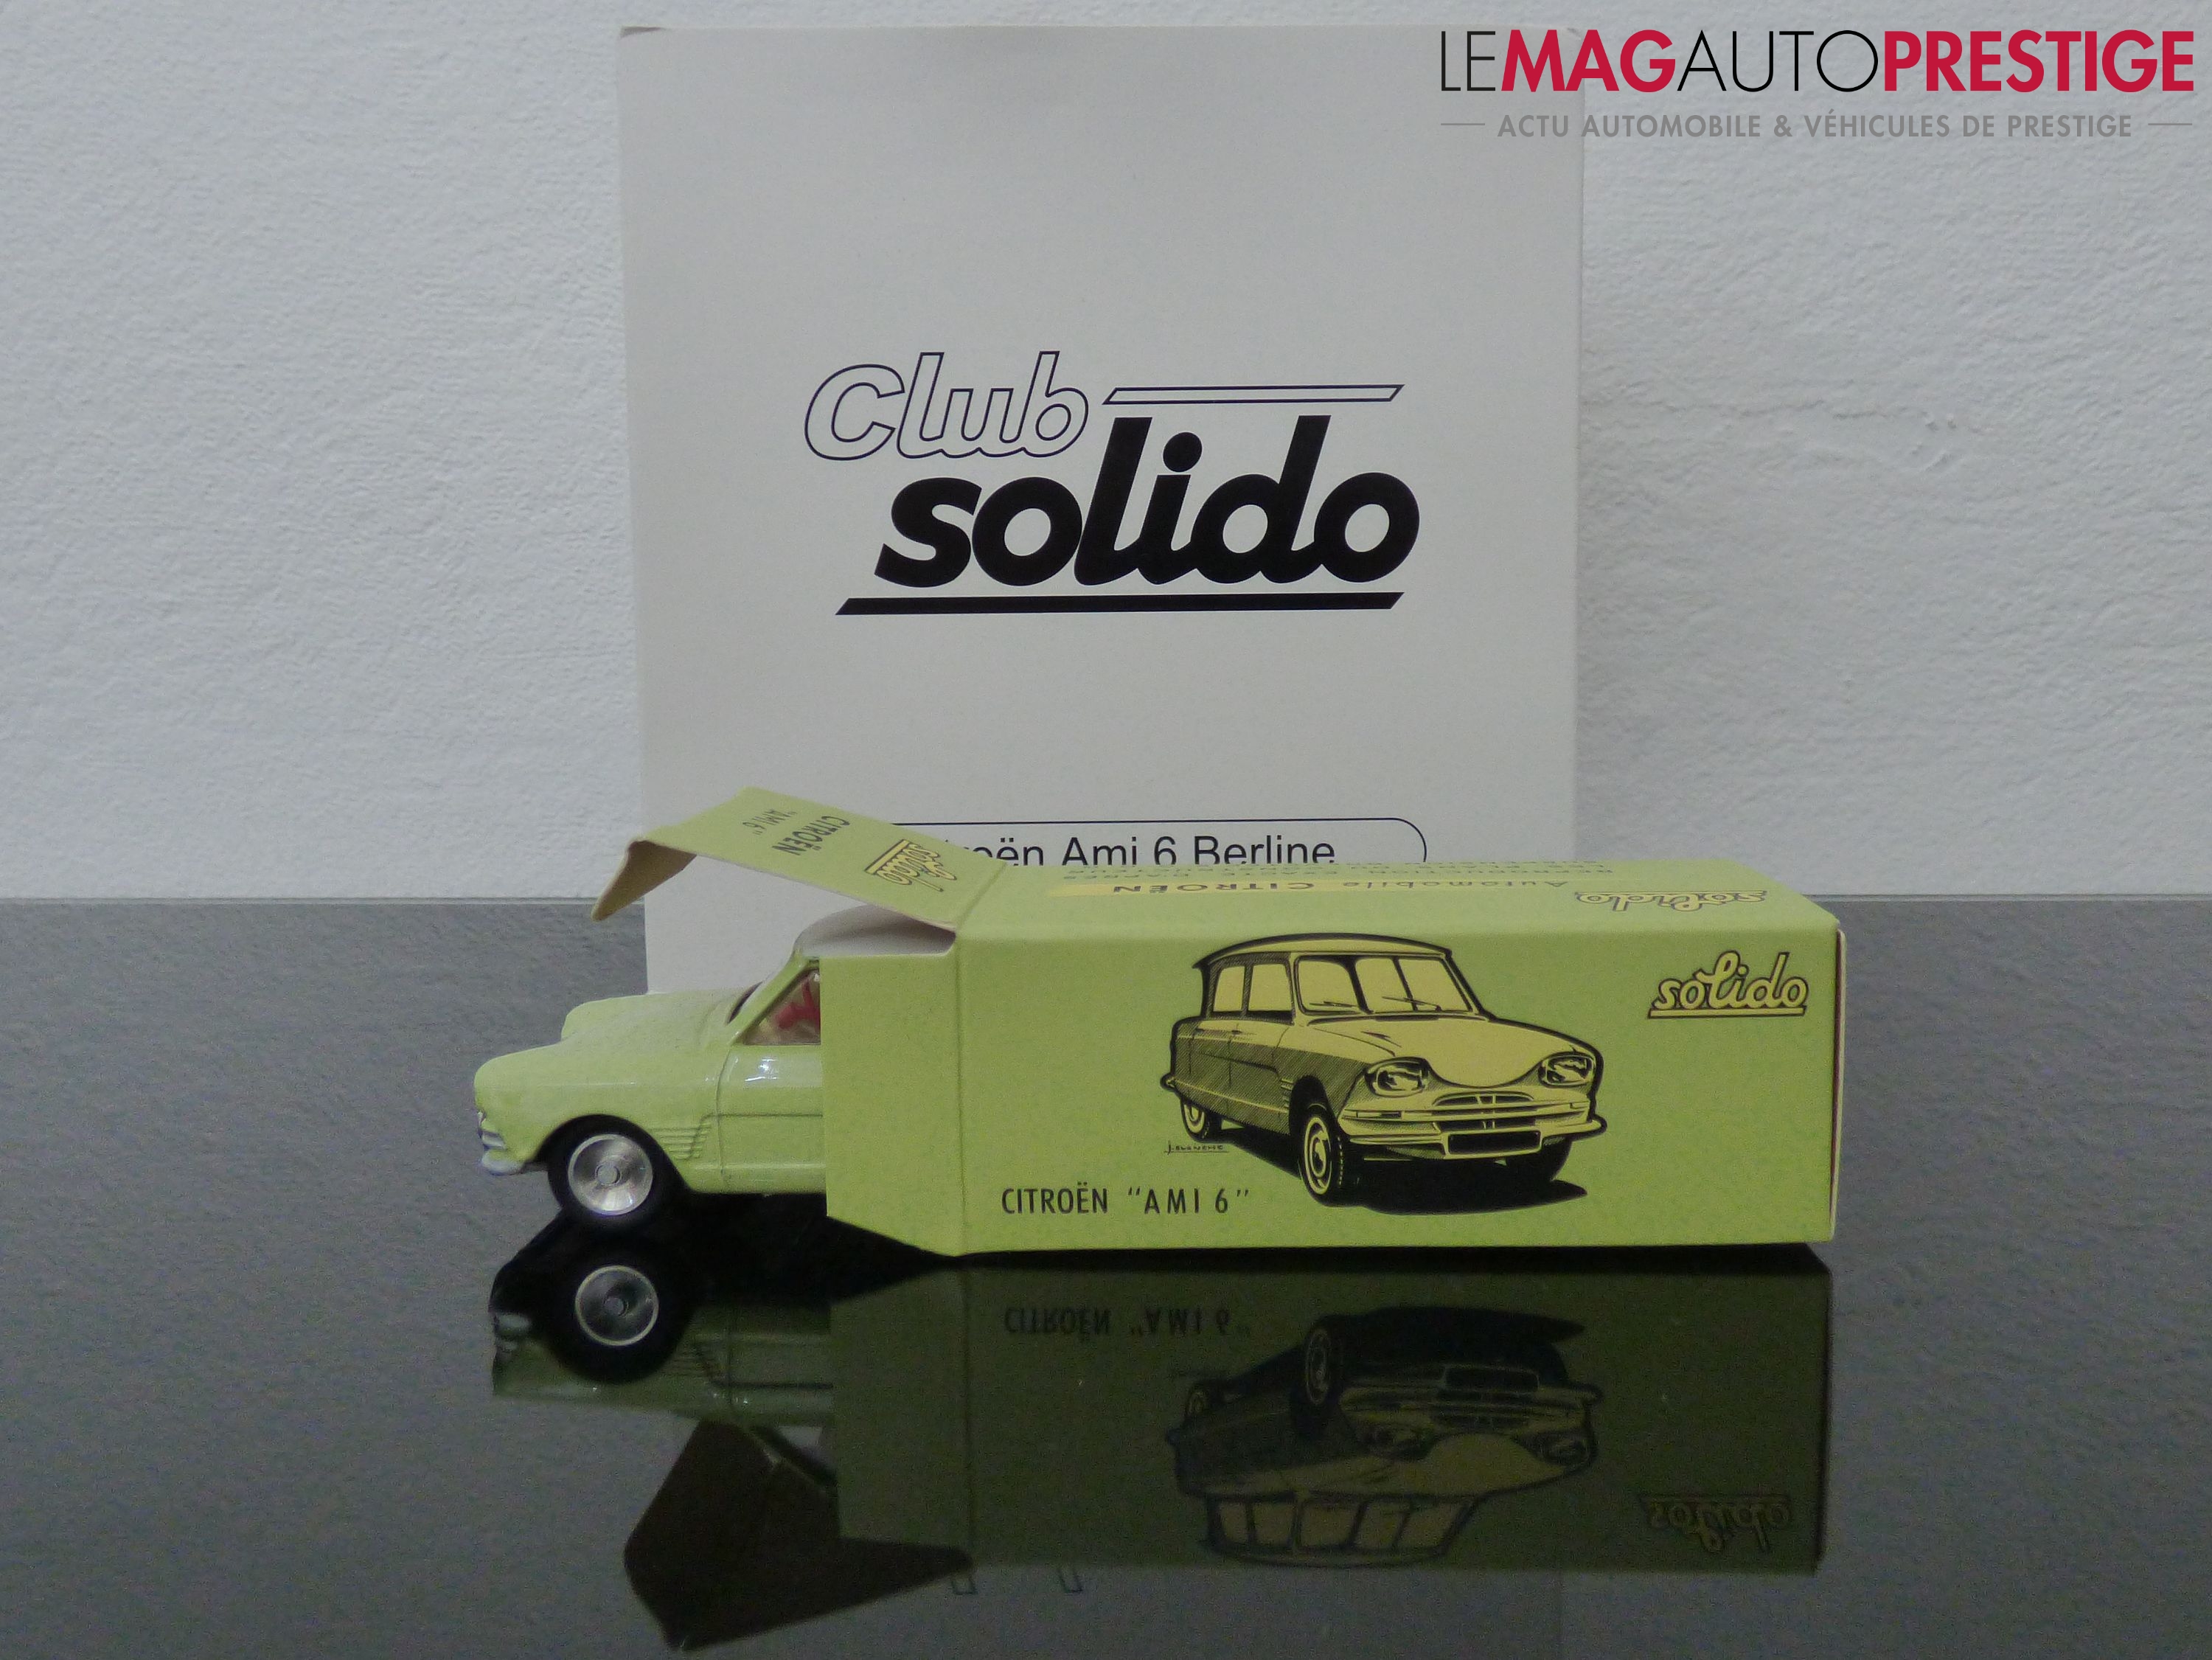 LEMAGAUTOPRESTIGE
ACTU AUTOMOBILE & VÉHICULES DE PRESTIGE
Club
solido
Ami 6 Berline
CITROËN
"AMI 6"
solido
Automobile CITROËN
solido
solido
CITROËN "AMI 6"